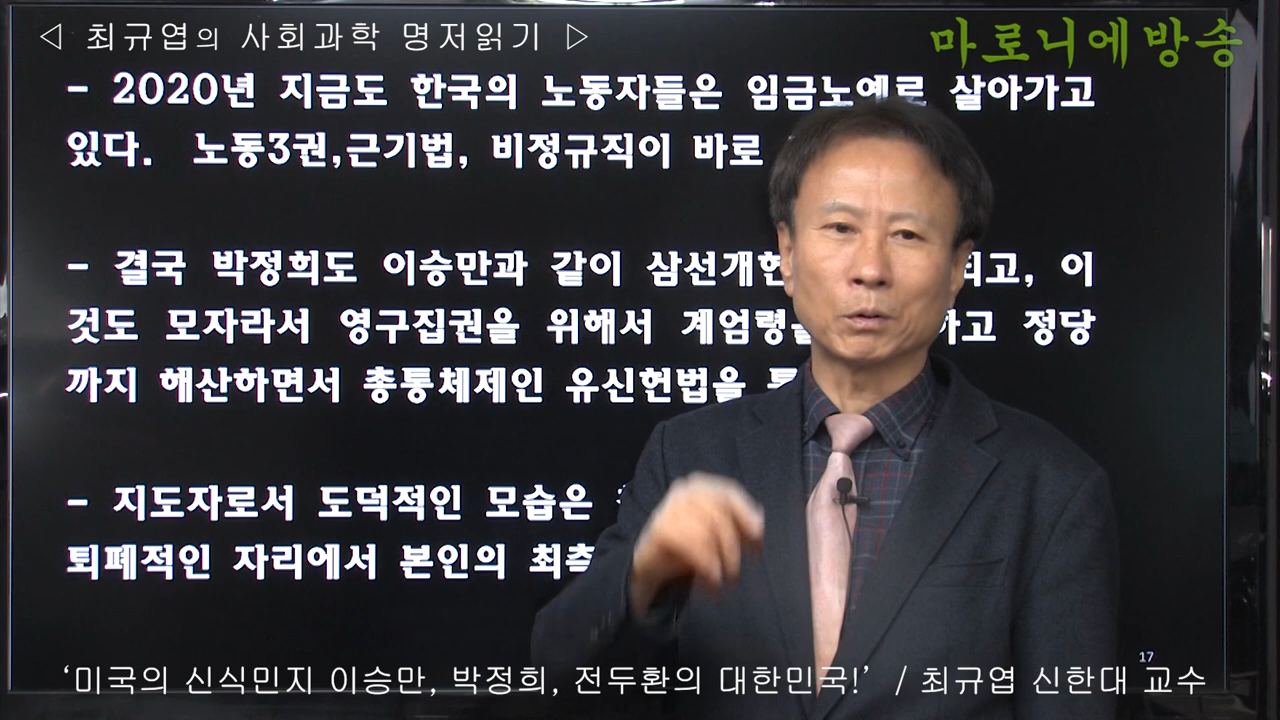 ◁ 최규엽의 사회과학 명저읽기 ▷
마로니에방송
- 2020년 지금도 한국의 노동자들은 임금노예로 살아가고
있다. 노동3권,근기법, 비정규직이 바로
- 결국 박정희도 이승만과 같이 삼선개헌 되고, 이
것도 모자라서 영구집권을 위해서 계엄령을 가고 정당
까지 해산하면서 총통체제인 유신헌법을
- 지도자로서 도덕적인 모습은
퇴폐적인 자리에서 본인의 최측
17
‘미국의 신식민지 이승만, 박정희, 전두환의 대한민국!’ / 최규엽 신한대 교수